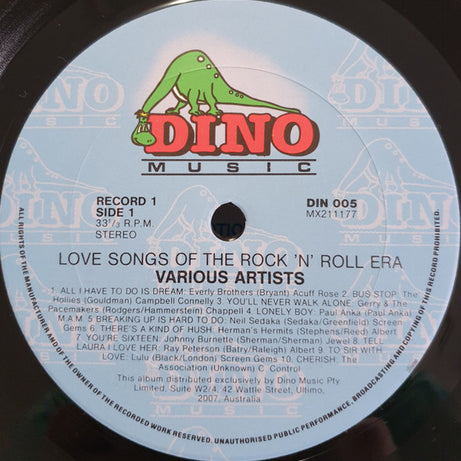 DINO
MUSIC
RECORD 1
SIDE 1
33⅓ R.P.M.
STEREO
DIN 005
MX211177
LOVE SONGS OF THE ROCK 'N' ROLL ERA
VARIOUS ARTISTS
1. ALL I HAVE TO DO IS DREAM: Everly Brothers (Bryant) Acuff Rose 2. BUS STOP. The
Hollies (Gouldman) Campbell Connelly 3. YOU'LL NEVER WALK ALONE. Gerry & The
Pacemakers (Rodgers/Hammerstein) Chappell 4. LONELY BOY. Paul Anka (Paul Anka)
M A M 5 BREAKING UP IS HARD TO DO. Neil Sedaka (Sedaka/Greenfield) Screen
Gems 6. THERE'S A KIND OF HUSH. Herman's Hermits (Stephens/Reed) Albert
7. YOU'RE SIXTEEN: Johnny Burnette (Sherman/Sherman) Jewel 8. TELL
LAURA I LOVE HER. Ray Peterson (Batry/Raleigh) Albert 9. TO SIR WITH
LOVE: Lulu (Black/London) Screen Gems 10. CHERISH. The
Association (Unknown) C. Control
This album distributed exclusively by Dino Music Pty.
Limited. Suite W2/4, 42 Wattle Street, Ultimo,
2007, Australia
ALL RIGHTS OF THE MANUFACTURER AND OF THE OWNER OF THE RECORDED WORK RESERVED. UNAUTHORISED PUBLIC PERFORMANCE, BROADCASTING AND COPYING OF THIS RECORD PROHIBITED.